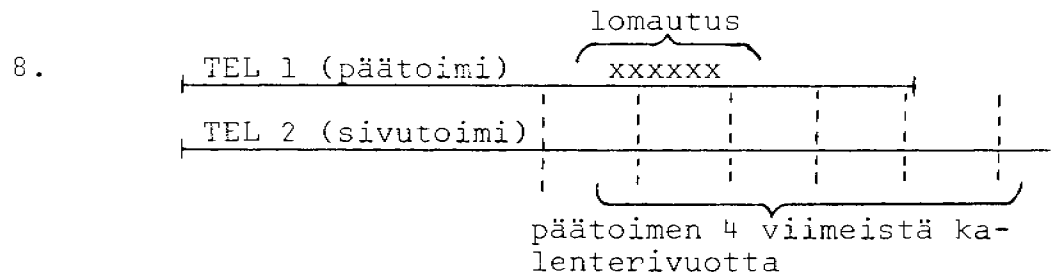 lomautus
8.
TEL 1 (päätoimi) xxxxxx
TEL 2 (sivutoimi)
päätoimen 4 viimeistä ka-
lenterivuotta